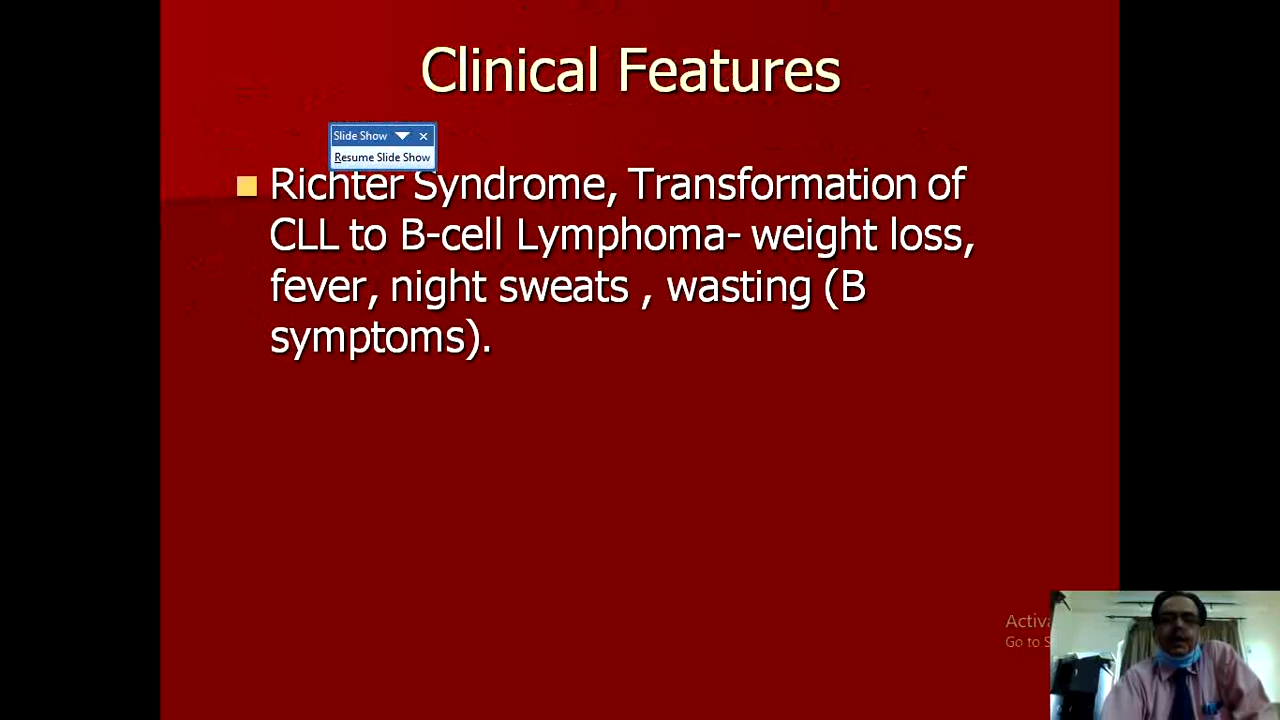 Clinical Features
Slide Show
Resume Slide Show
Richter Syndrome, Transformation of
CLL to B-cell Lymphoma- weight loss,
fever, night sweats , wasting (B
symptoms).
Go to